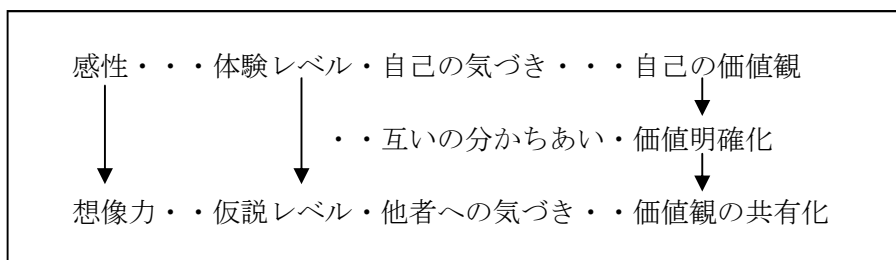 感性・・・体験レベル・自己の気づき・・・自己の価値観
・・互いの分かちあい・価値明確化
想像力・・仮説レベル・他者への気づき・・価値観の共有化